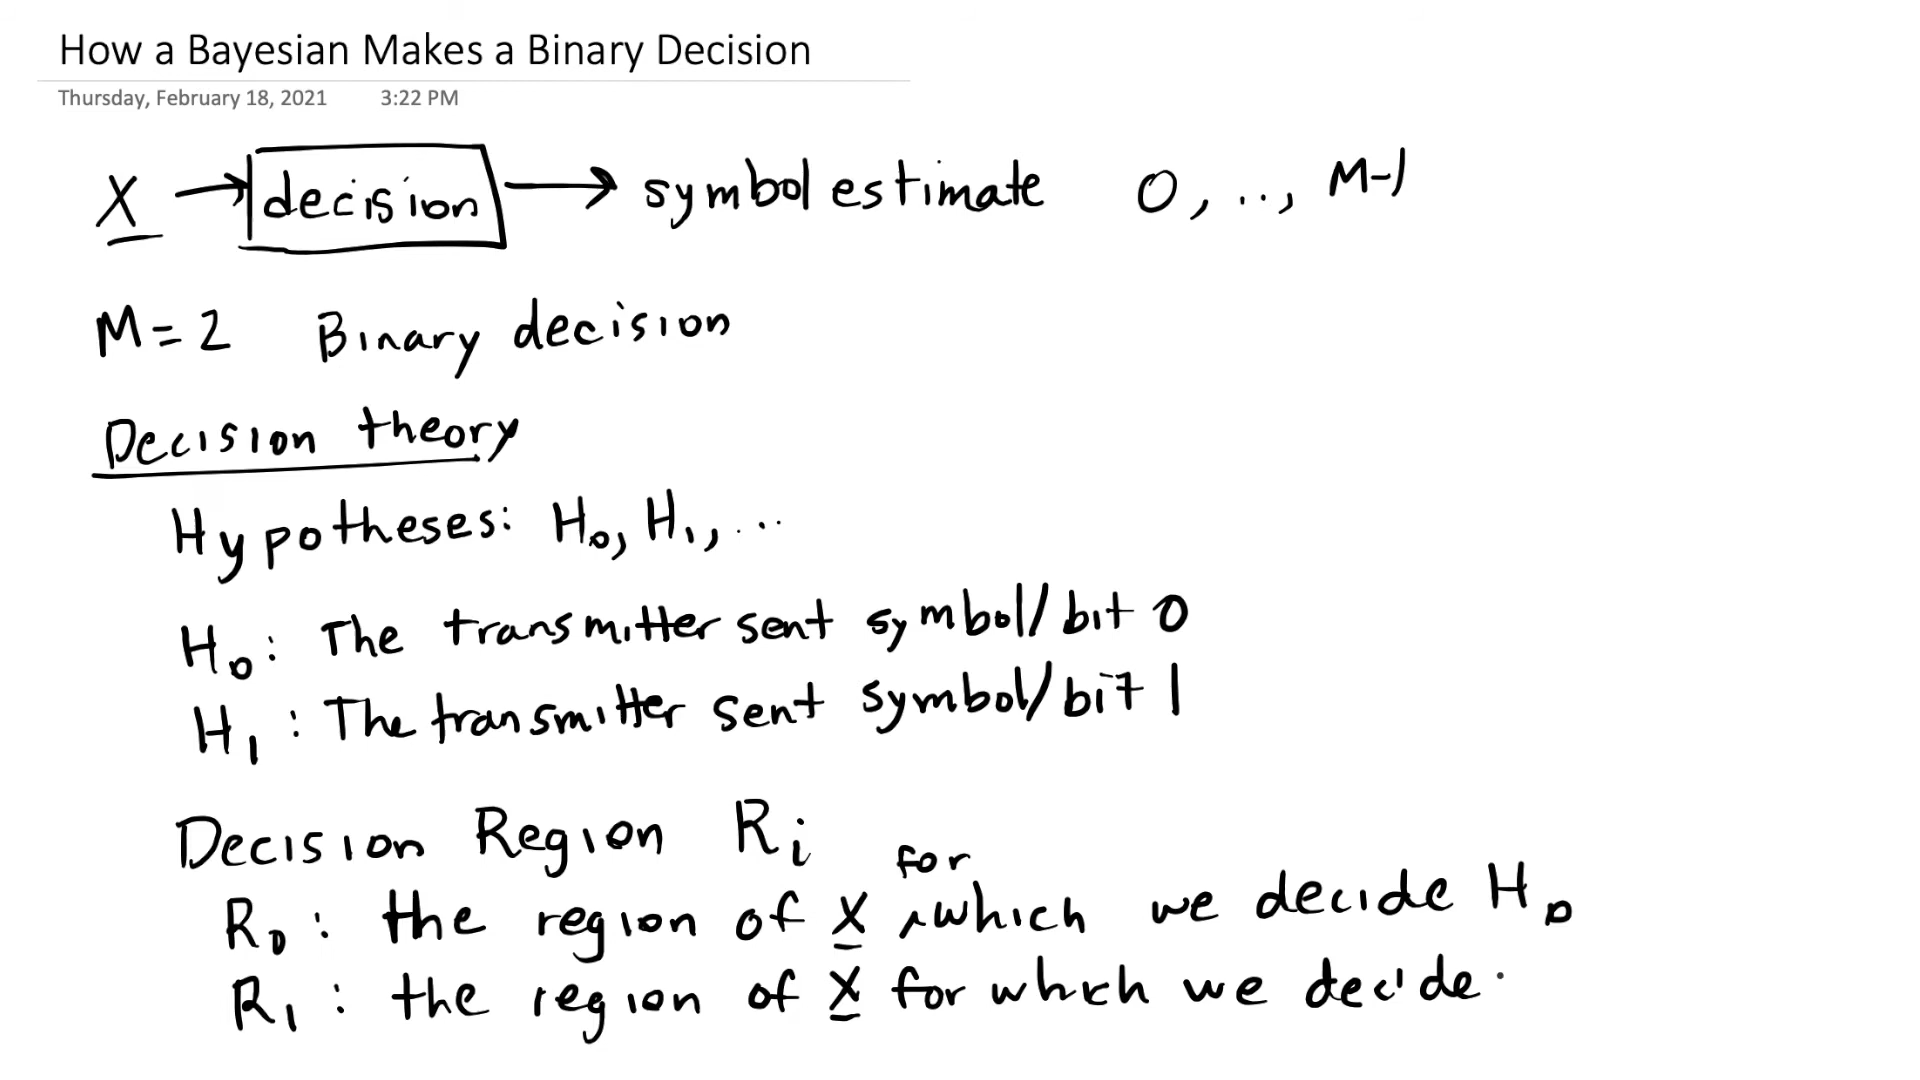 How a Bayesian Makes a Binary Decision
Thursday, February 18, 2021 3:22 PM
X → decision → symbol estimate 0, .., M-1
M = 2 Binary decision
Decision theory
Hypotheses: H₀, H₁, ...
H₀: The transmitter sent symbol/bit 0
H₁: The transmitter sent symbol/bit 1
Decision Region Rᵢ
R₀: the region of X for which we decide H₀
R₁: the region of X for which we decide